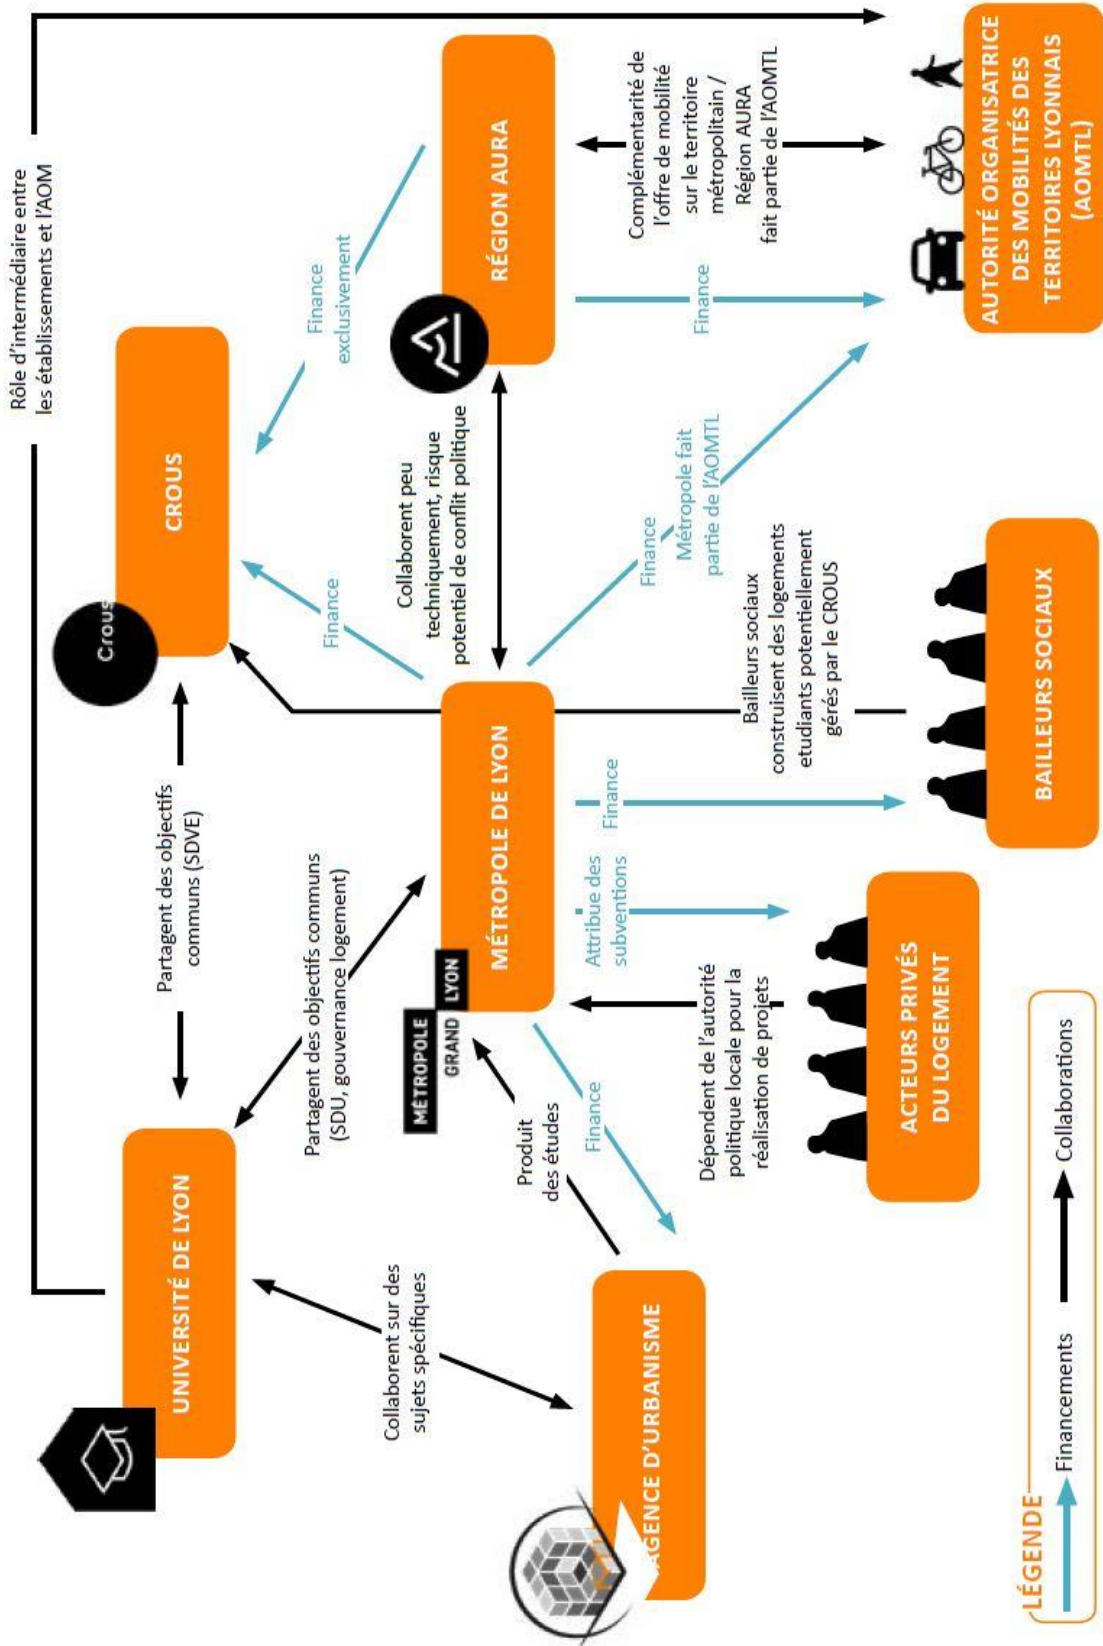 Rôle d'intermédiaire entre
les établissements et l'AOM
UNIVERSITÉ DE LYON
Partagent des objectifs
communs (SDVE)
Crous
CROUS
Finance
exclusivement
RÉGION AURA
Collaborent sur des
sujets spécifiques
Partagent des objectifs communs
(SDU, gouvernance logement)
Finance
Collaborent peu
techniquement, risque
potentiel de conflit politique
MÉTROPOLE
GRAND LYON
MÉTROPOLE DE LYON
Produit
des études
Finance
AGENCE D'URBANISME
Attribue des
subventions
Finance
Finance
Métropole fait
partie de l'AOMTL
Finance
Complémentarité de
l'offre de mobilité
sur le territoire
métropolitain /
Région AURA
fait partie de l'AOMTL
Dépendent de l'autorité
politique locale pour la
réalisation de projets
Bailleurs sociaux
construisent des logements
etudiants potentiellement
gérés par le CROUS
ACTEURS PRIVÉS
DU LOGEMENT
BAILLEURS SOCIAUX
AUTORITÉ ORGANISATRICE
DES MOBILITÉS DES
TERRITOIRES LYONNAIS
(AOMTL)
LÉGENDE
Financements
Collaborations